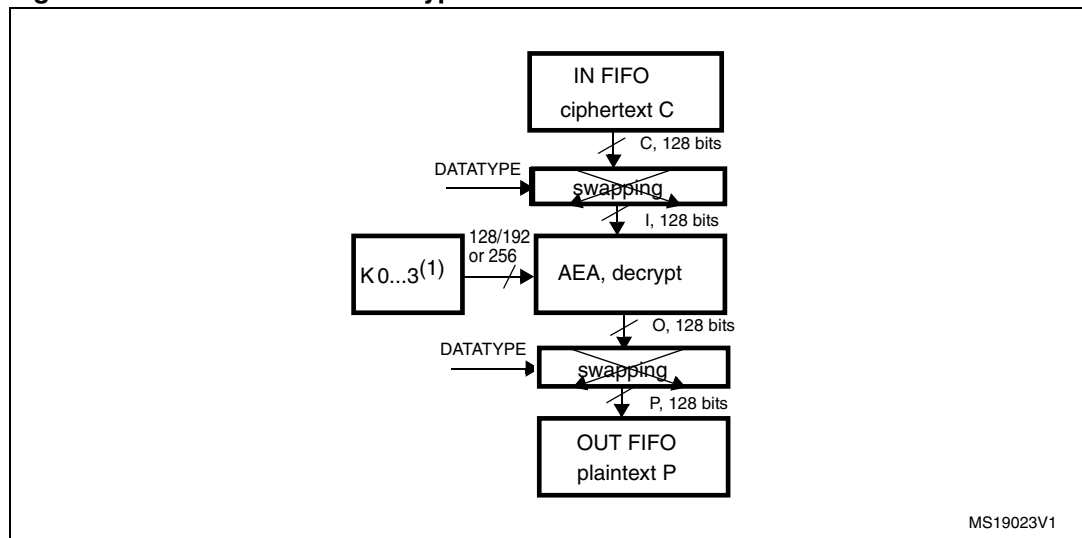 IN FIFO
ciphertext C
C, 128 bits
DATATYPE
swapping
I, 128 bits
128/192
or 256
K 0...3(1)
AEA, decrypt
O, 128 bits
DATATYPE
swapping
P, 128 bits
OUT FIFO
plaintext P
MS19023V1